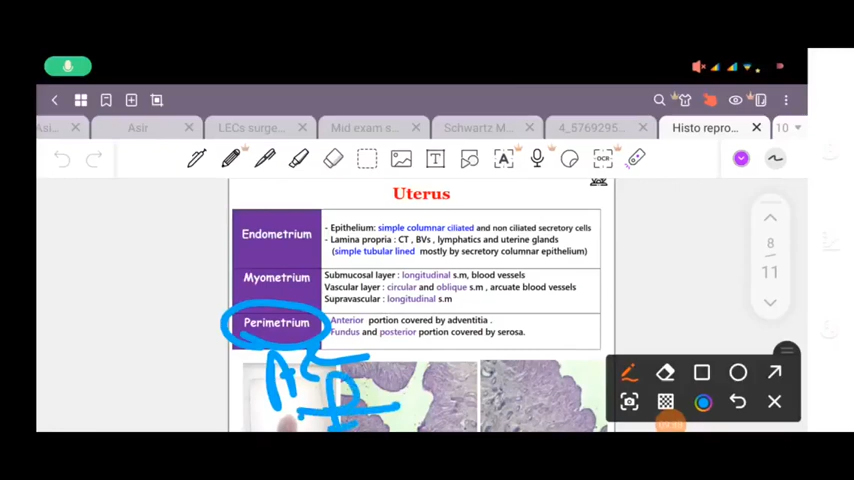 Asi...
Asir
LECs surge...
Mid exam s...
Schwartz M...
4_5769295...
Histo repro...
10
OCR
Uterus
Endometrium
- Epithelium: simple columnar ciliated and non ciliated secretory cells
- Lamina propria : CT , BVs , lymphatics and uterine glands
(simple tubular lined mostly by secretory columnar epithelium)
Myometrium
Submucosal layer : longitudinal s.m, blood vessels
Vascular layer : circular and oblique s.m , arcuate blood vessels
Supravascular : longitudinal s.m
Perimetrium
Anterior portion covered by adventitia .
Fundus and posterior portion covered by serosa.
8
11